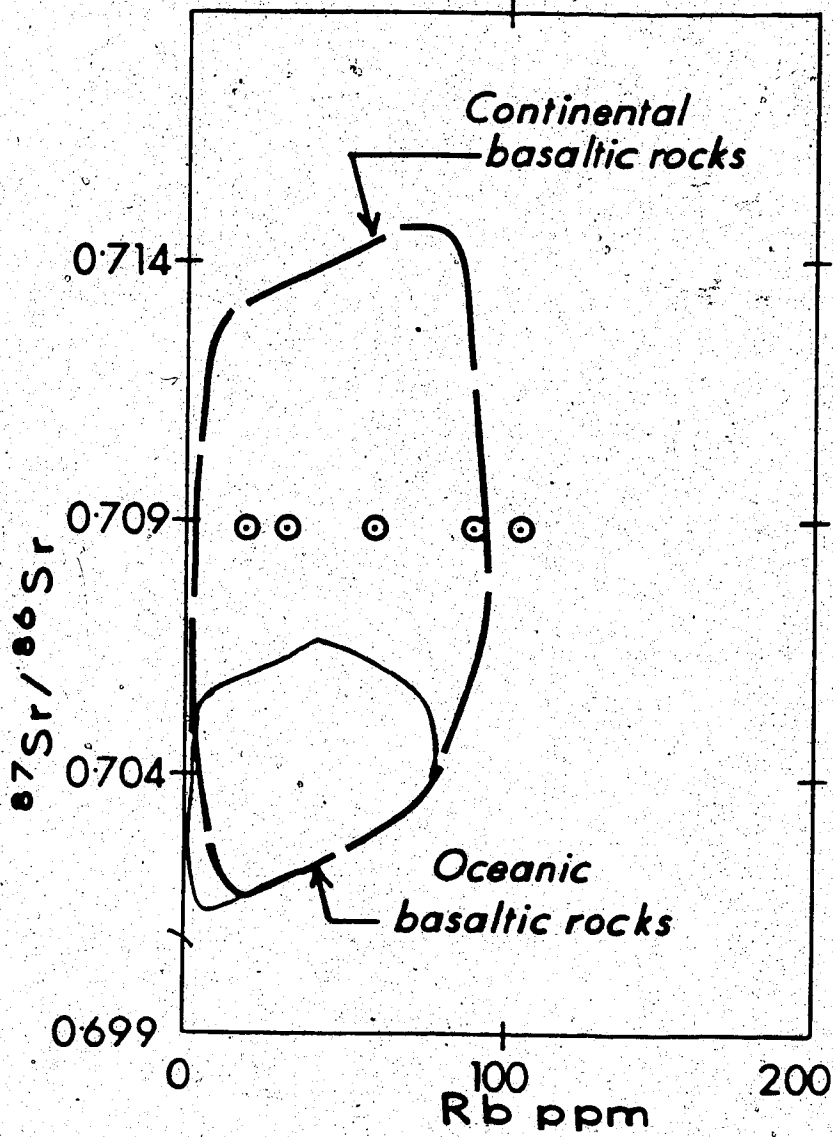 Continental
basaltic rocks
0·714
0·709
87Sr/86Sr
0·704
Oceanic
basaltic rocks
0·699
0
100
200
Rb ppm